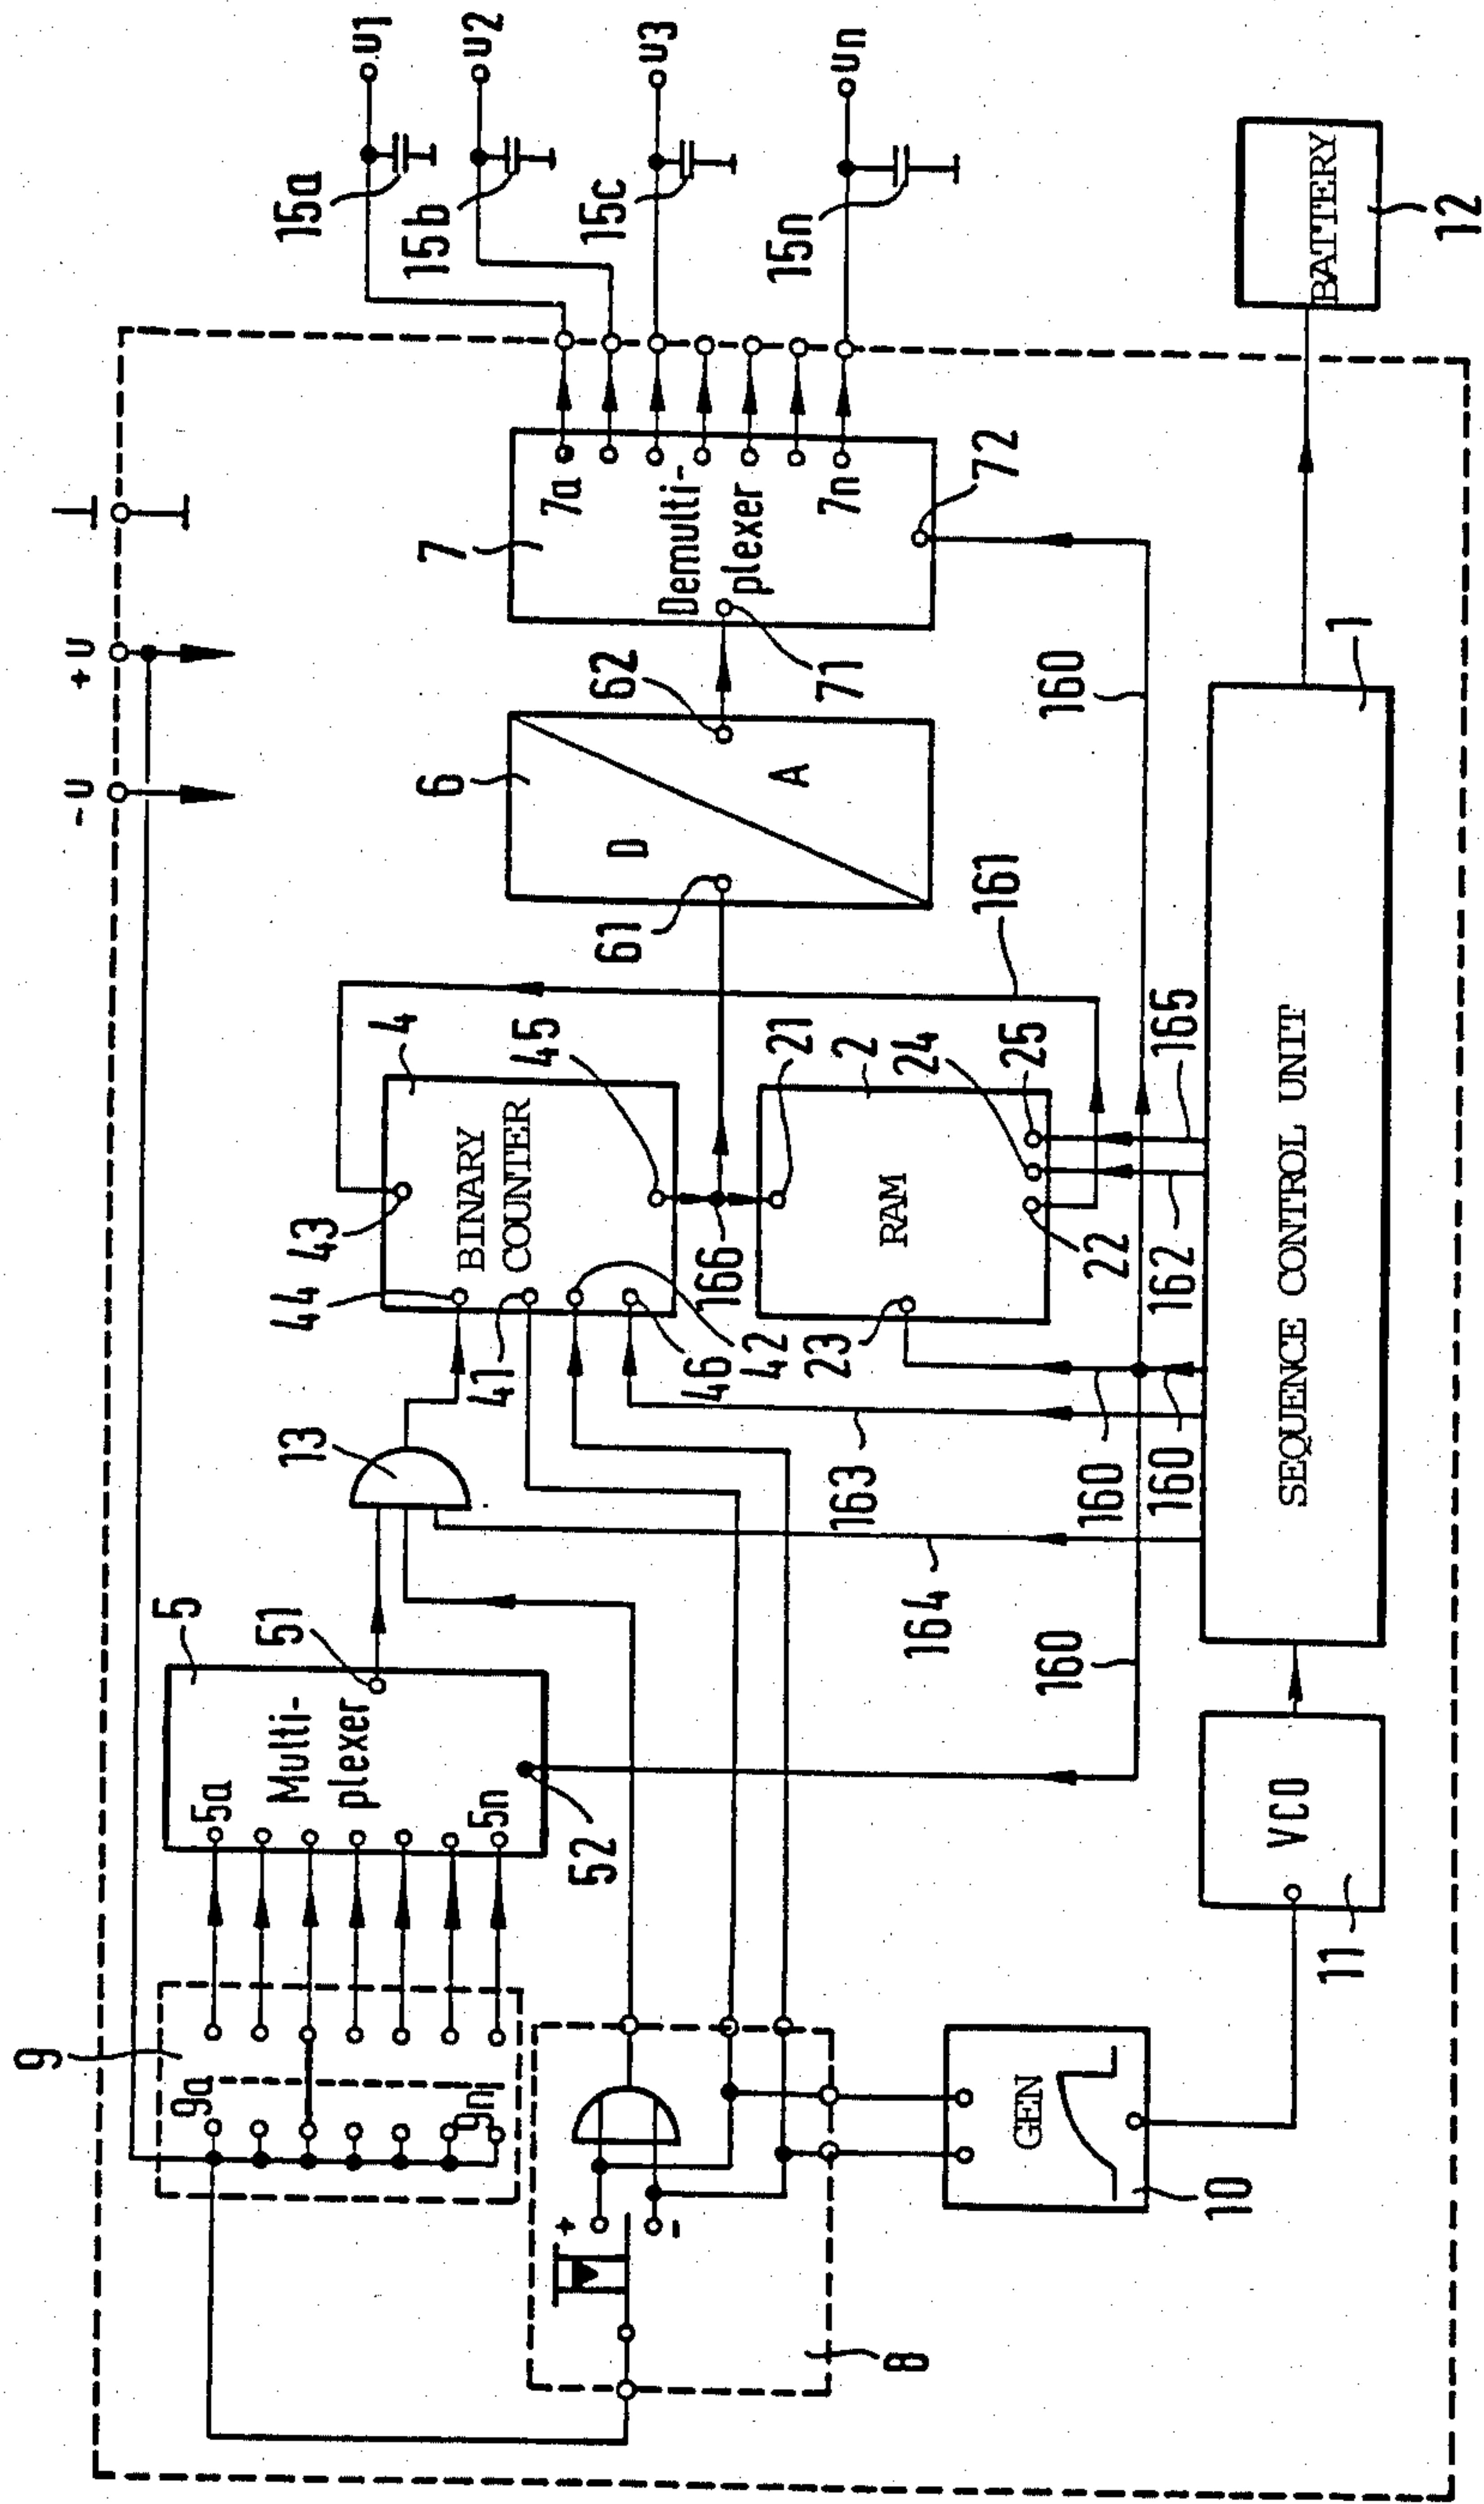 -U
+U
9
9a
9n
5
5a
Multi-
plexer
5n
51
52
13
44
43
4
BINARY
COUNTER
41
42
46
45
166
61
6
D
A
62
7
7a
Demulti-
plexer
7n
71
72
15a
15b
15c
15n
U1
U2
U3
Un
+
-
8
GEN
10
VCO
11
164
163
160
160
160
23
RAM
21
2
24
25
22
162
165
161
160
SEQUENCE CONTROL UNIT
1
BATTERY
12